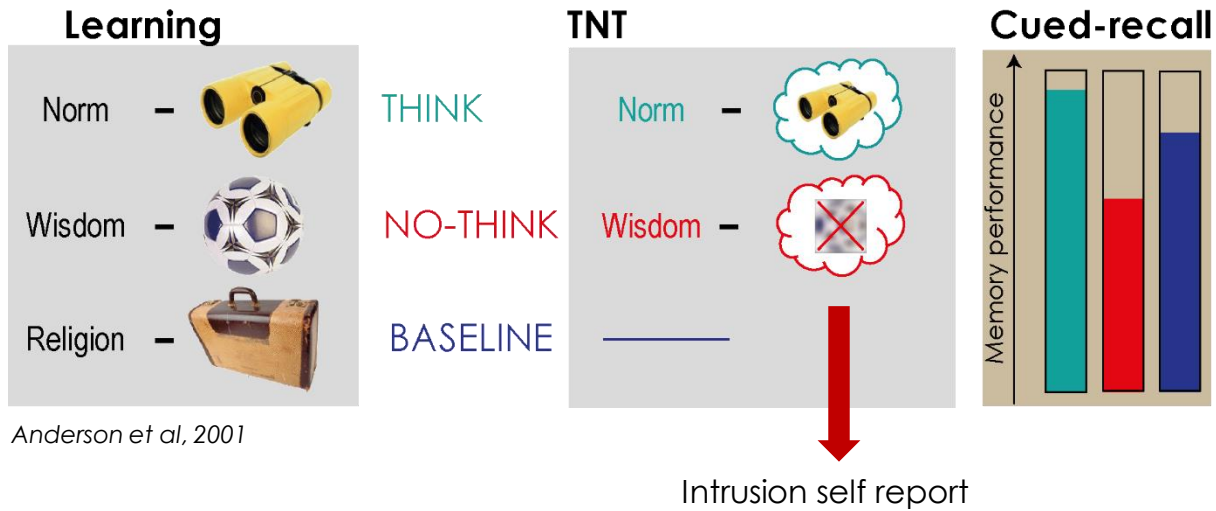 Learning
TNT
Cued-recall
Norm –
THINK
Norm –
Wisdom –
NO-THINK
Wisdom –
Religion –
BASELINE
Memory performance
Anderson et al, 2001
Intrusion self report